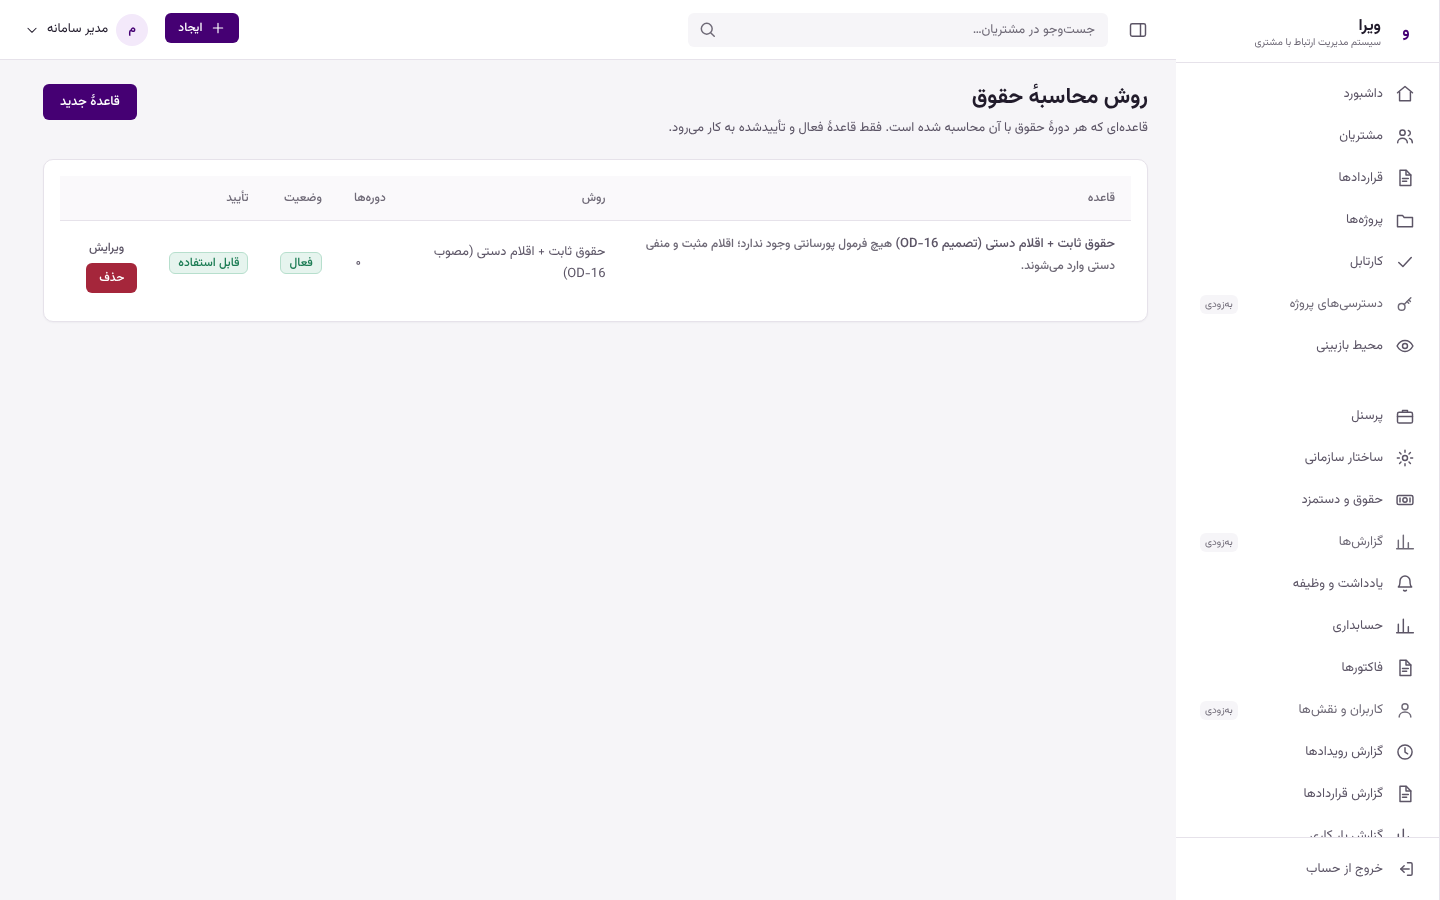 و
ویرا
سیستم مدیریت ارتباط با مشتری
جست‌وجو در مشتریان...
ایجاد
م
مدیر سامانه
داشبورد
مشتریان
قراردادها
پروژه‌ها
کارتابل
دسترسی‌های پروژه
به‌زودی
محیط بازبینی
پرسنل
ساختار سازمانی
حقوق و دستمزد
گزارش‌ها
به‌زودی
یادداشت و وظیفه
حسابداری
فاکتورها
کاربران و نقش‌ها
به‌زودی
گزارش رویدادها
گزارش قراردادها
گزارش بار کاری
خروج از حساب
روش محاسبهٔ حقوق
قاعده‌ای که هر دورهٔ حقوق با آن محاسبه شده است. فقط قاعدهٔ فعال و تأییدشده به کار می‌رود.
قاعدهٔ جدید
قاعده
روش
دوره‌ها
وضعیت
تأیید
حقوق ثابت + اقلام دستی (تصمیم OD-16) هیچ فرمول پورسانتی وجود ندارد؛ اقلام مثبت و منفی
دستی وارد می‌شوند.
حقوق ثابت + اقلام دستی (مصوب
OD-16)
۰
فعال
قابل استفاده
ویرایش
حذف